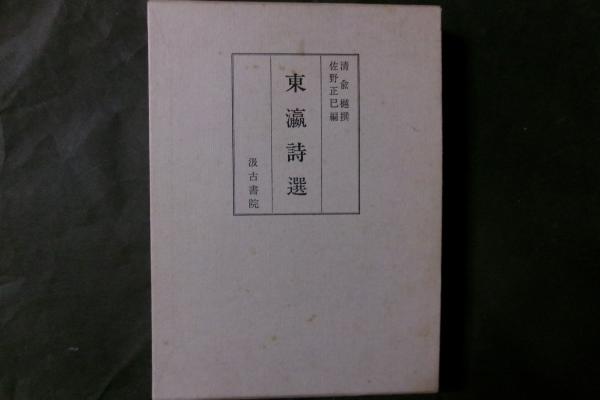 清兪樾撰
佐野正巳編
東瀛詩選
汲古書院